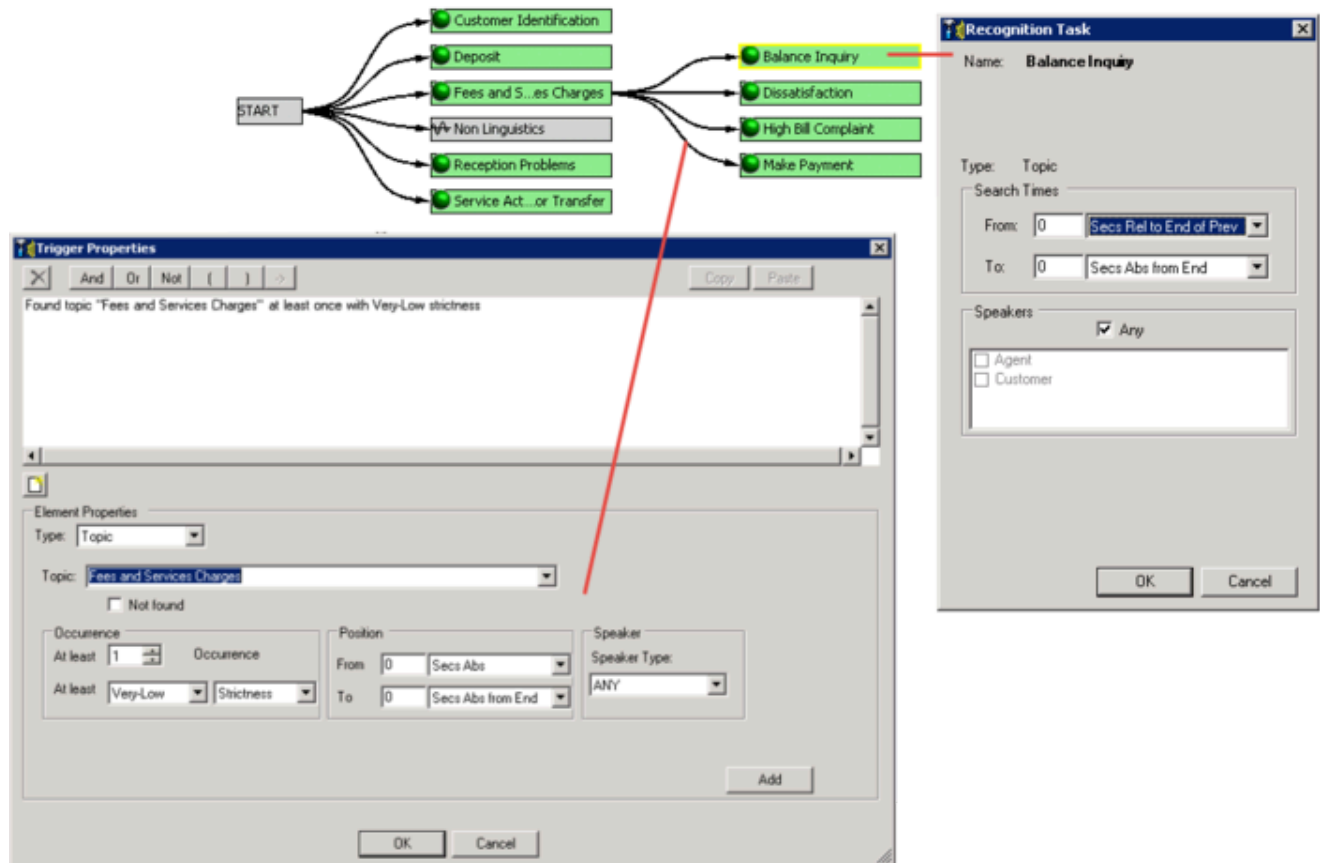 START
Customer Identification
Deposit
Fees and S...es Charges
Non Linguistics
Reception Problems
Service Act...or Transfer
Balance Inquiry
Dissatisfaction
High Bill Complaint
Make Payment
Recognition Task
Name: Balance Inquiry
Type: Topic
Search Times
From: 0 Secs Rel to End of Prev
To: 0 Secs Abs from End
Speakers
Any
Agent
Customer
OK Cancel
Trigger Properties
And Or Not ( ) ->
Copy Paste
Found topic "Fees and Services Charges" at least once with Very-Low strictness
Element Properties
Type: Topic
Topic: Fees and Services Charges
Not found
Occurrence
At least 1 Occurrence
At least Very-Low Strictness
Position
From 0 Secs Abs
To 0 Secs Abs from End
Speaker
Speaker Type:
ANY
Add
OK Cancel